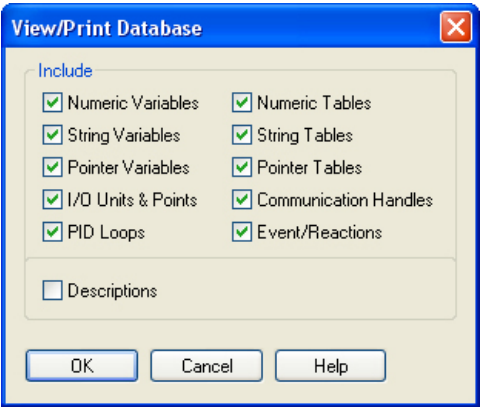 View/Print Database
Include
Numeric Variables
Numeric Tables
String Variables
String Tables
Pointer Variables
Pointer Tables
I/O Units & Points
Communication Handles
PID Loops
Event/Reactions
Descriptions
OK
Cancel
Help